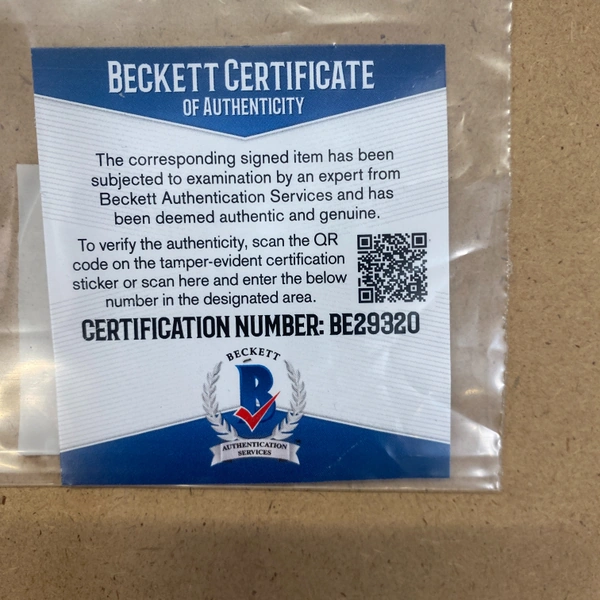 BECKETT CERTIFICATE
OF AUTHENTICITY
The corresponding signed item has been
subjected to examination by an expert from
Beckett Authentication Services and has
been deemed authentic and genuine.
To verify the authenticity, scan the QR
code on the tamper-evident certification
sticker or scan here and enter the below
number in the designated area.
CERTIFICATION NUMBER: BE29320
BECKETT
B
AUTHENTICATION
SERVICES